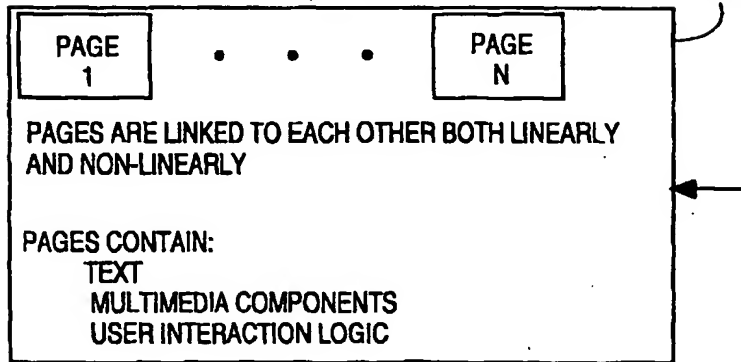 PAGE 1 • • • PAGE N
PAGES ARE LINKED TO EACH OTHER BOTH LINEARLY
AND NON-LINEARLY
PAGES CONTAIN:
TEXT
MULTIMEDIA COMPONENTS
USER INTERACTION LOGIC